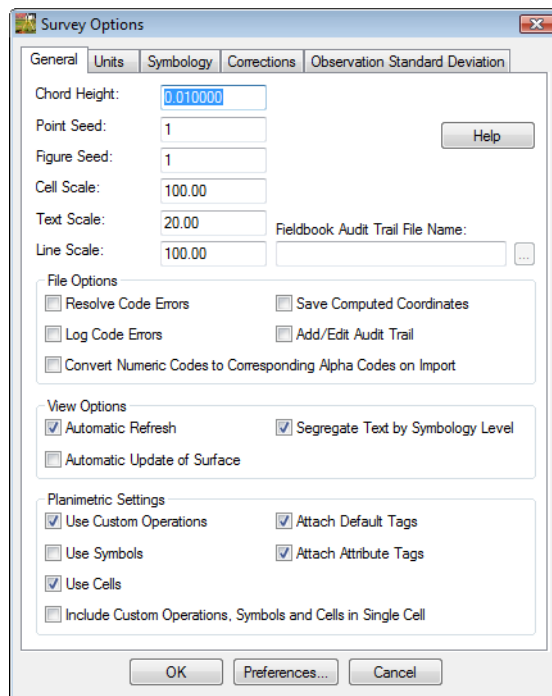 Survey Options
General Units Symbology Corrections Observation Standard Deviation
Chord Height: 0.010000
Point Seed: 1
Help
Figure Seed: 1
Cell Scale: 100.00
Text Scale: 20.00 Fieldbook Audit Trail File Name:
Line Scale: 100.00 ...
File Options
Resolve Code Errors Save Computed Coordinates
Log Code Errors Add/Edit Audit Trail
Convert Numeric Codes to Corresponding Alpha Codes on Import
View Options
Automatic Refresh Segregate Text by Symbology Level
Automatic Update of Surface
Planimetric Settings
Use Custom Operations Attach Default Tags
Use Symbols Attach Attribute Tags
Use Cells
Include Custom Operations, Symbols and Cells in Single Cell
OK Preferences... Cancel